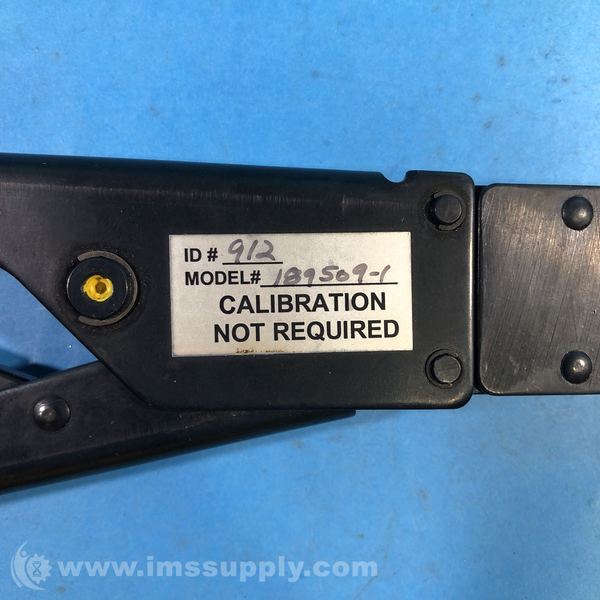 ID # 912
MODEL# 189509-1
CALIBRATION
NOT REQUIRED
www.imssupply.com